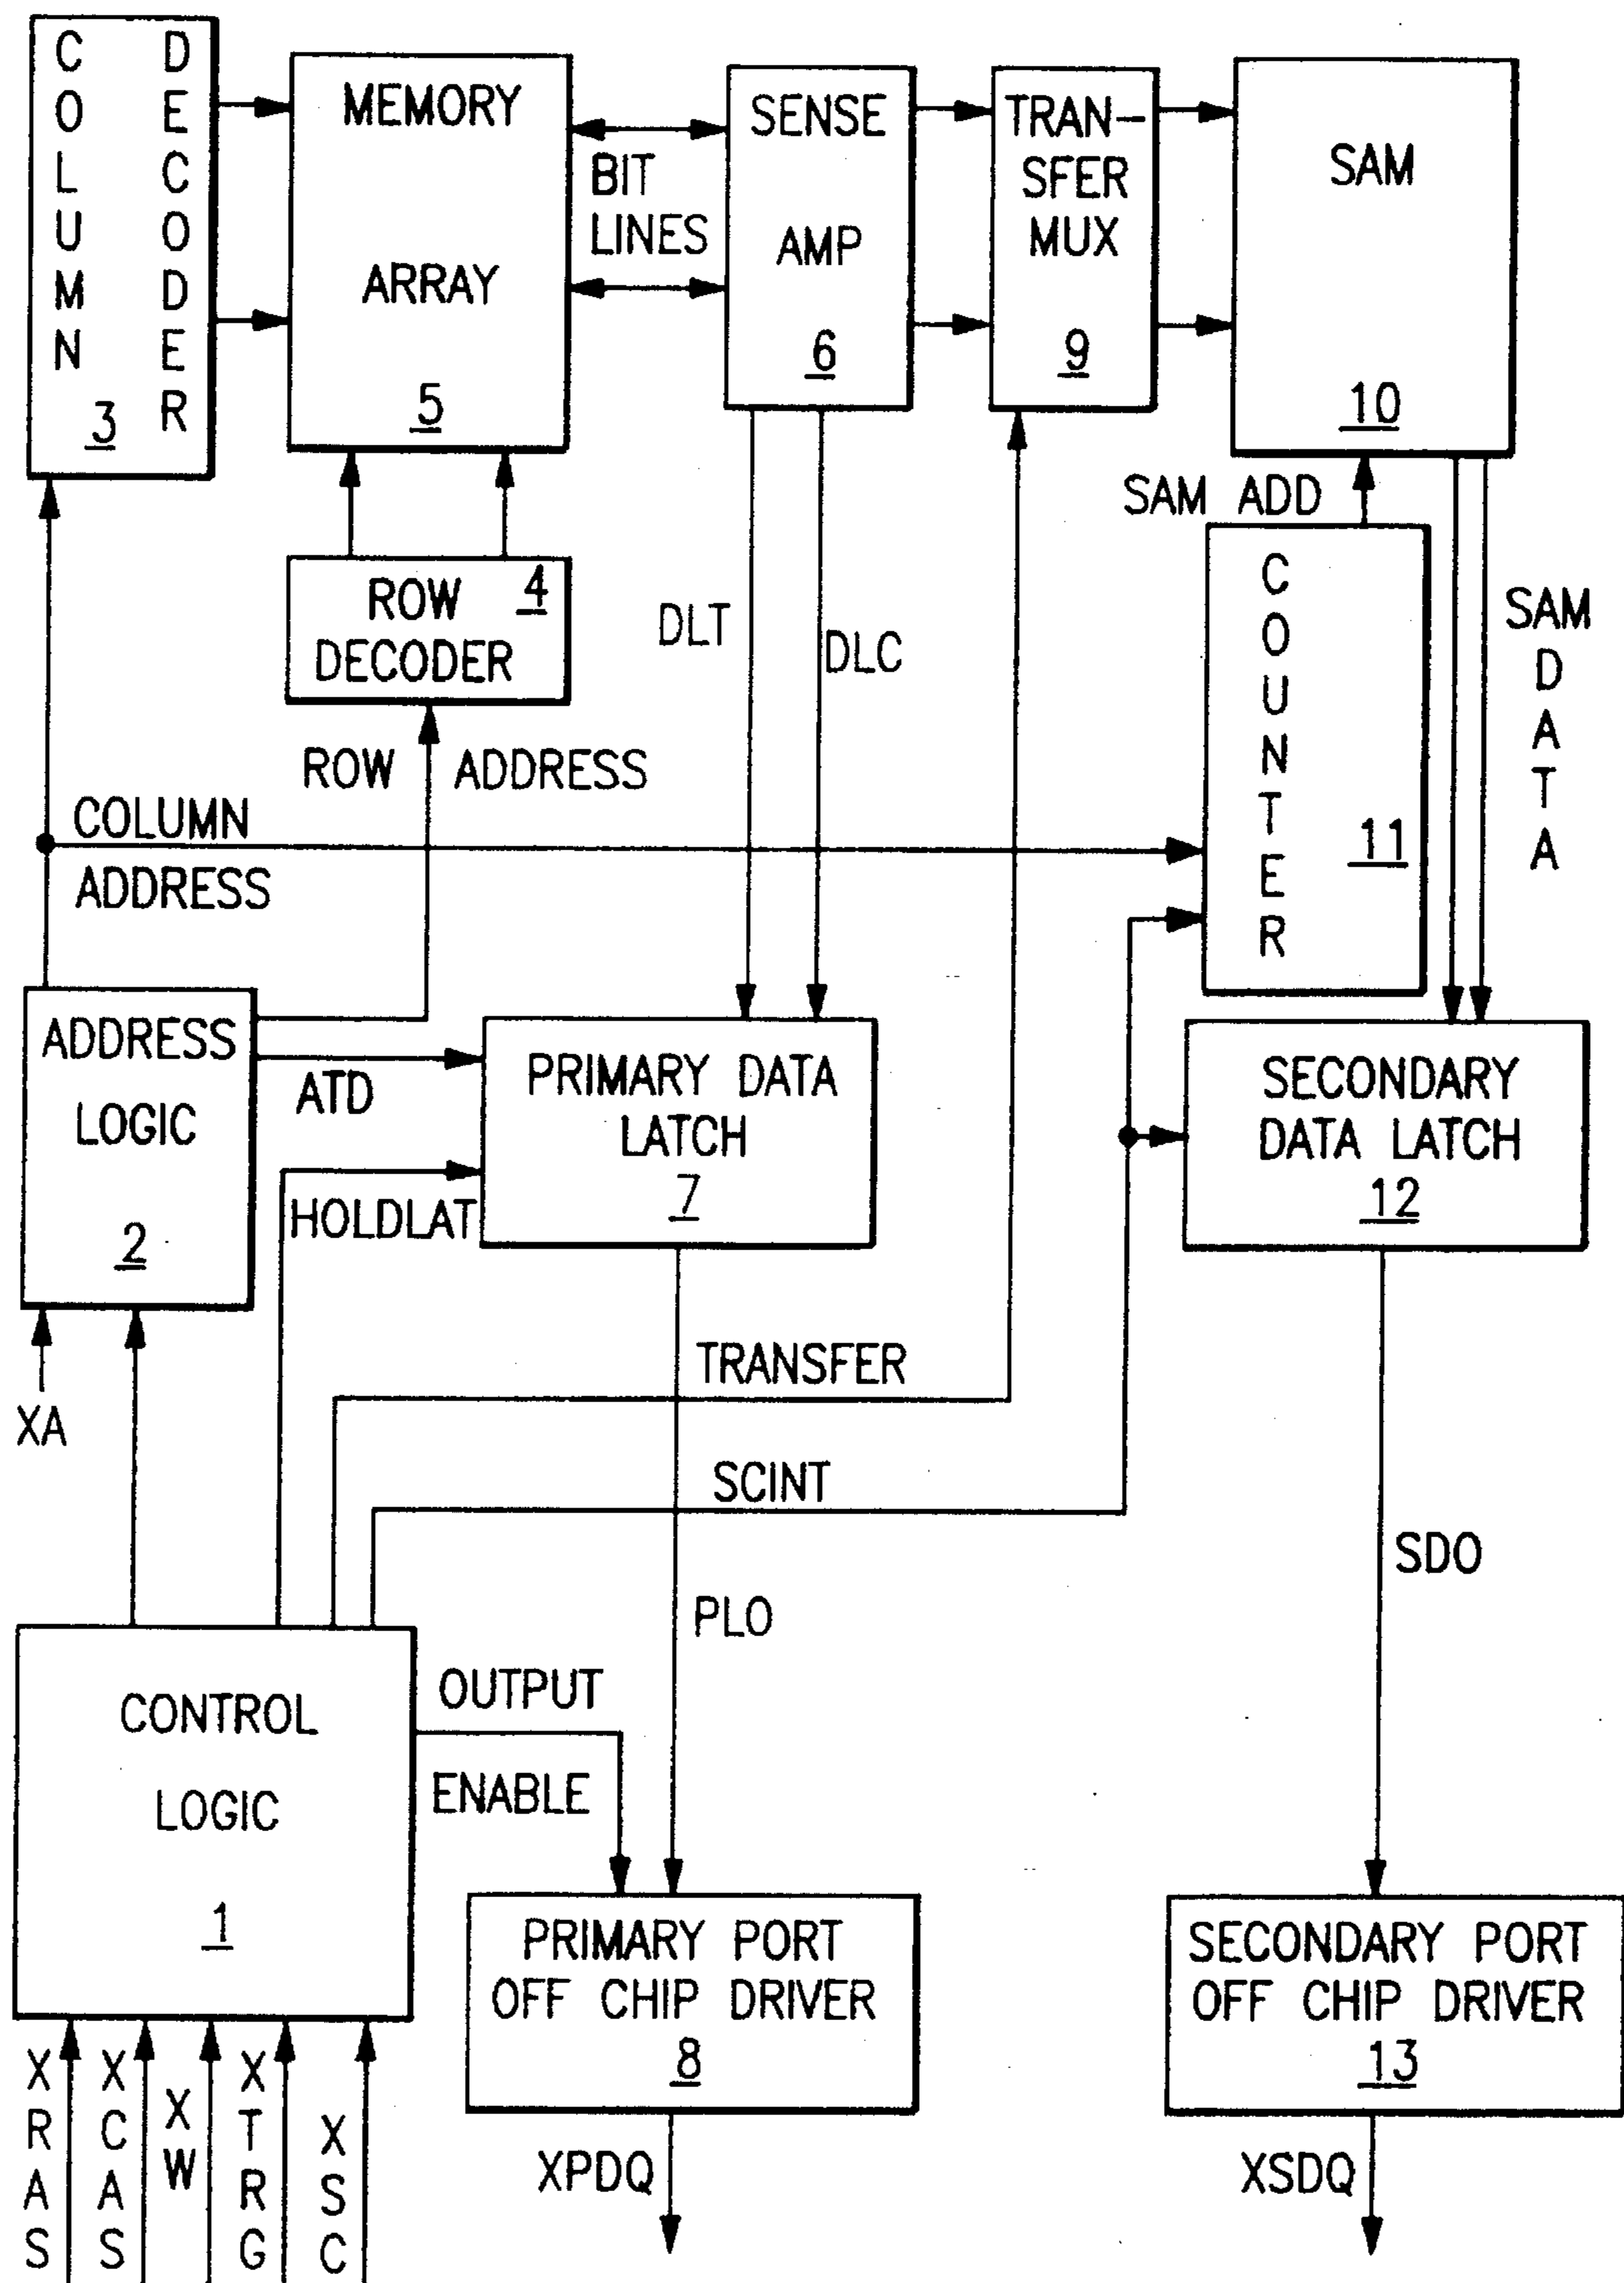 COLUMN DECODER
3
MEMORY
ARRAY
5
BIT
LINES
SENSE
AMP
6
TRAN-
SFER
MUX
9
SAM
10
SAM ADD
ROW
DECODER
4
DLT
DLC
COUNTER
11
SAM
DATA
ROW ADDRESS
COLUMN
ADDRESS
ADDRESS
LOGIC
2
ATD
HOLDLAT
PRIMARY DATA
LATCH
7
SECONDARY
DATA LATCH
12
XA
TRANSFER
SCINT
SDO
PLO
CONTROL
LOGIC
1
OUTPUT
ENABLE
PRIMARY PORT
OFF CHIP DRIVER
8
SECONDARY PORT
OFF CHIP DRIVER
13
XRAS
XCAS
XW
XTRG
XSC
XPDQ
XSDQ